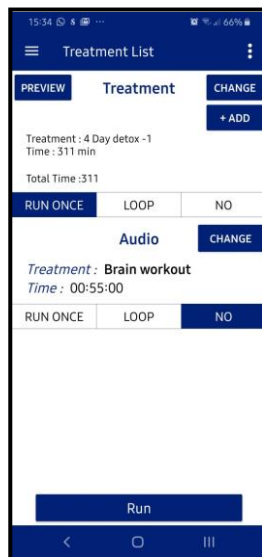 15:34 ... 66%
Treatment List
PREVIEW Treatment CHANGE
+ ADD
Treatment : 4 Day detox -1
Time : 311 min
Total Time :311
RUN ONCE LOOP NO
Audio CHANGE
Treatment : Brain workout
Time : 00:55:00
RUN ONCE LOOP NO
Run